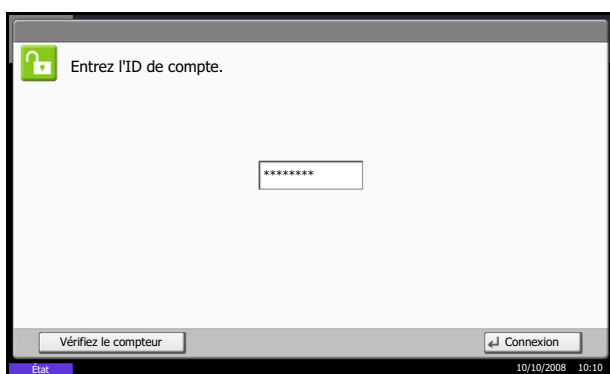 Entrez l'ID de compte.
********
Vérifiez le compteur
Connexion
État
10/10/2008 10:10